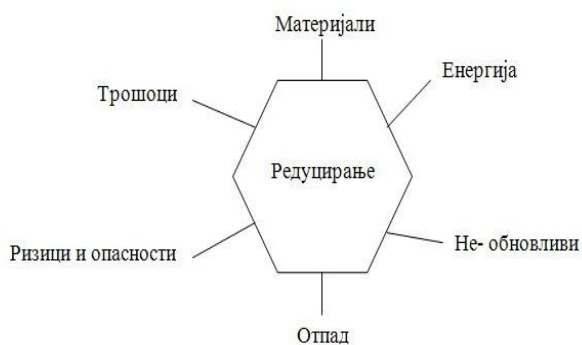 Материјали
Енергија
Трошоци
Редуцирање
Ризици и опасности
Не- обновливи
Отпад